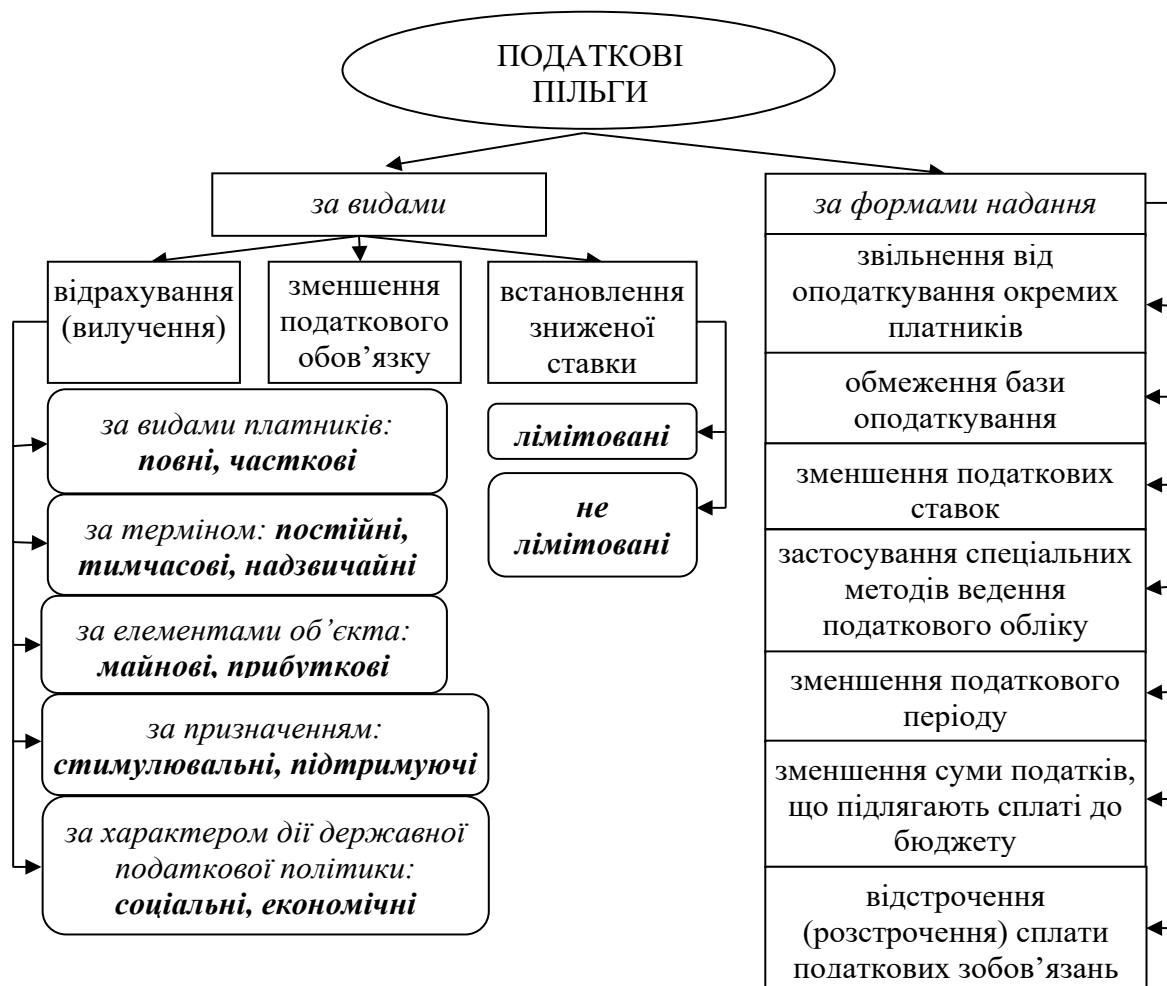 ПОДАТКОВІ
ПІЛЬГИ
за видами
відрахування
(вилучення)
зменшення
податкового
обов’язку
встановлення
зниженої
ставки
за видами платників:
повні, часткові
за терміном: постійні,
тимчасові, надзвичайні
за елементами об’єкта:
майнові, прибуткові
за призначенням:
стимулювальні, підтримуючі
за характером дії державної
податкової політики:
соціальні, економічні
лімітовані
не
лімітовані
за формами надання
звільнення від
оподаткування окремих
платників
обмеження бази
оподаткування
зменшення податкових
ставок
застосування спеціальних
методів ведення
податкового обліку
зменшення податкового
періоду
зменшення суми податків,
що підлягають сплаті до
бюджету
відстрочення
(розстрочення) сплати
податкових зобов’язань